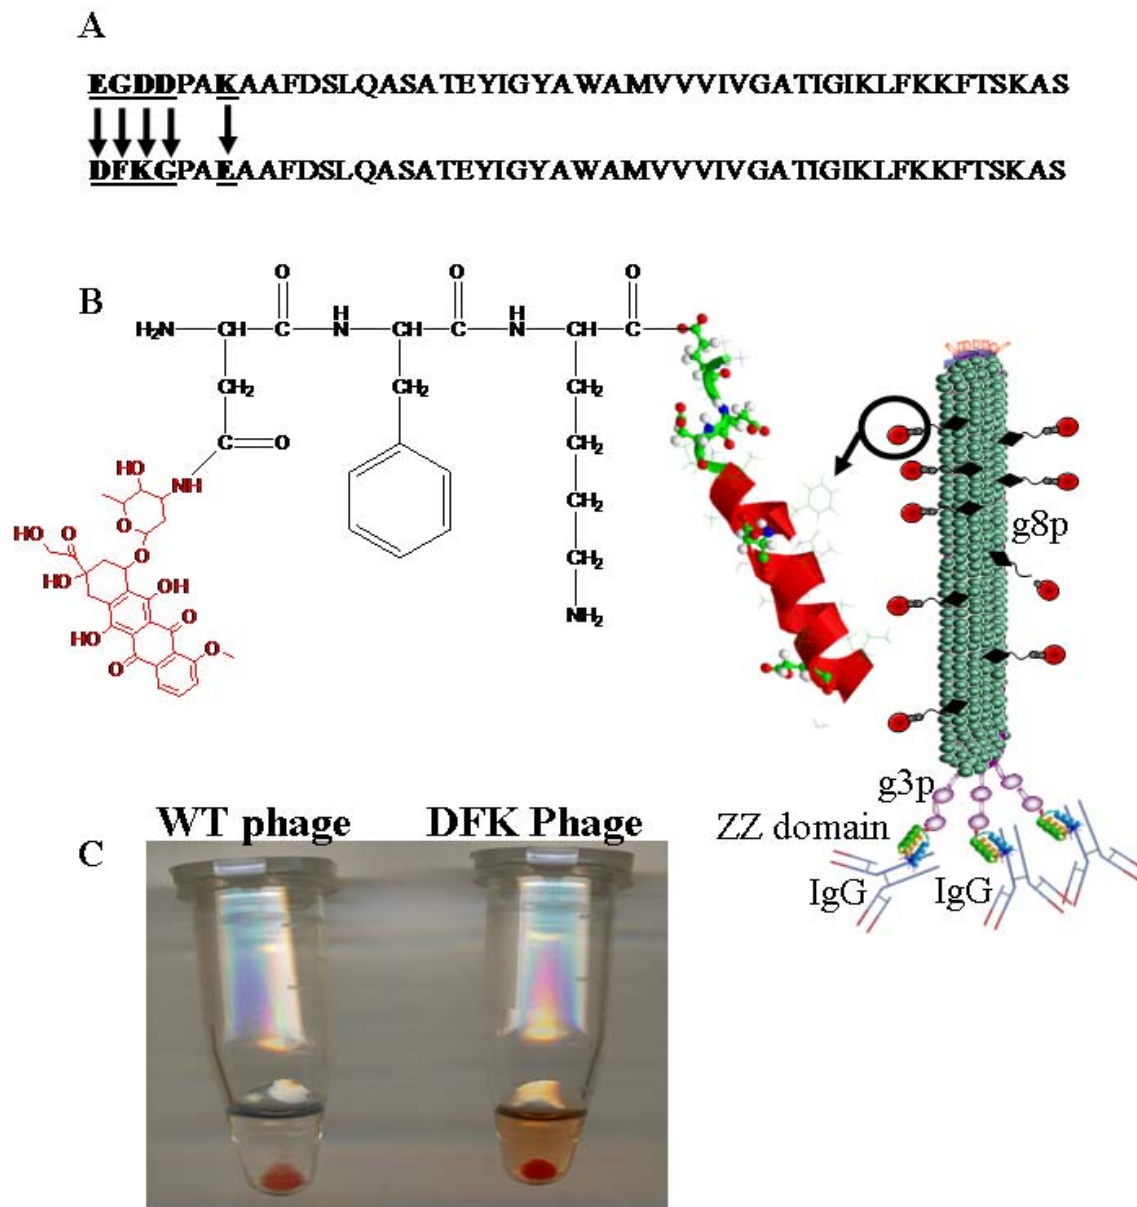 A
EGDDPAKAAFDSLQASATEYIGYAWAMVVVIVGATIGIKLFKKFTSKAS
DFKGPAEAAFDSLQASATEYIGYAWAMVVVIVGATIGIKLFKKFTSKAS
B
O O O
H H
H₂N CH C N CH C N CH C
CH₂ CH₂ CH₂
C O CH₂
HO NH
O CH₂
HO O O
HO OH CH₂
HO O O
O
NH₂
g8p
g3p
ZZ domain
IgG IgG
C
WT phage DFK Phage